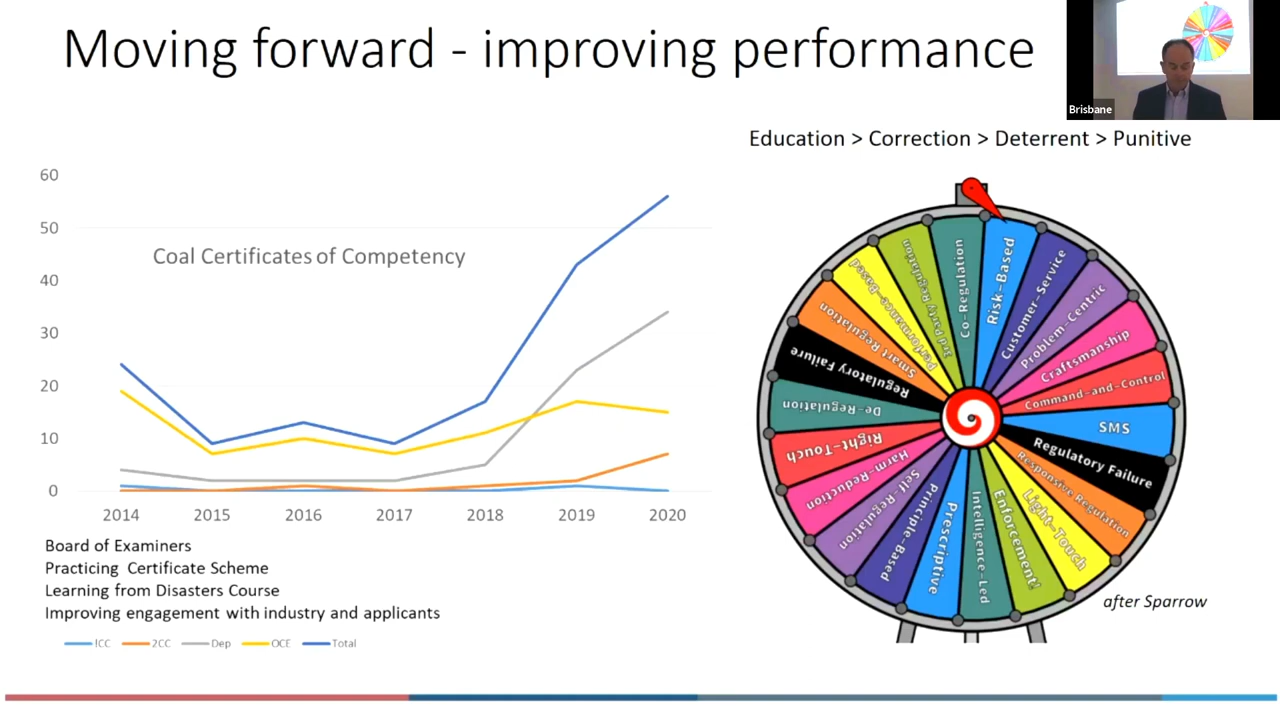 Moving forward - improving performance
Brisbane
Education > Correction > Deterrent > Punitive
60
50
40
30
20
10
0
Coal Certificates of Competency
2014 2015 2016 2017 2018 2019 2020
Board of Examiners
Practicing Certificate Scheme
Learning from Disasters Course
Improving engagement with industry and applicants
1CC 2CC Dep OCE Total
Risk-Based
Customer-Service
Problem-Centric
Craftsmanship
Command-and-Control
SMS
Regulatory Failure
Responsive Regulation
Light-Touch
Enforcement!
Intelligence-Led
Prescriptive
Principle-Based
Self-Regulation
Harm-Reduction
Right-Touch
De-Regulation
Regulatory Failure
Smart Regulation
Performance-Based
3rd Party Regulation
Co-Regulation
after Sparrow